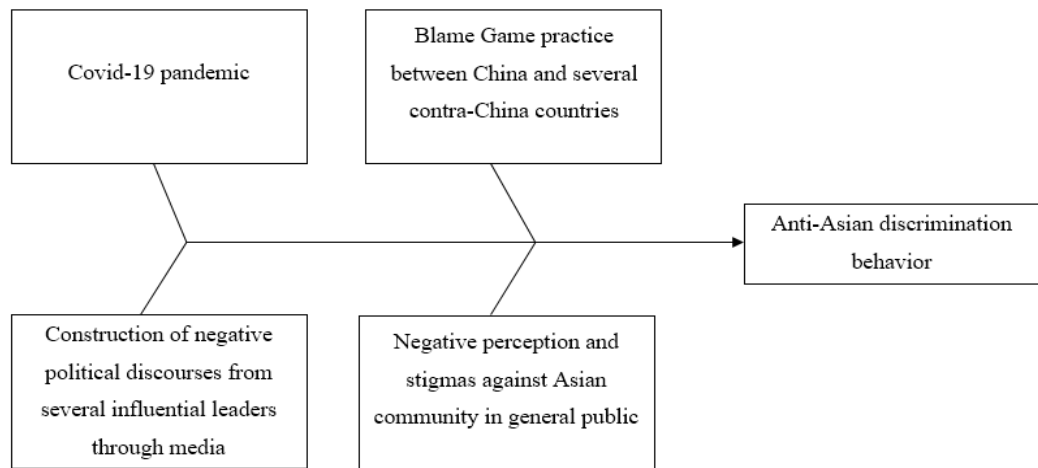 Covid-19 pandemic
Blame Game practice
between China and several
contra-China countries
Anti-Asian discrimination
behavior
Construction of negative
political discourses from
several influential leaders
through media
Negative perception and
stigmas against Asian
community in general public